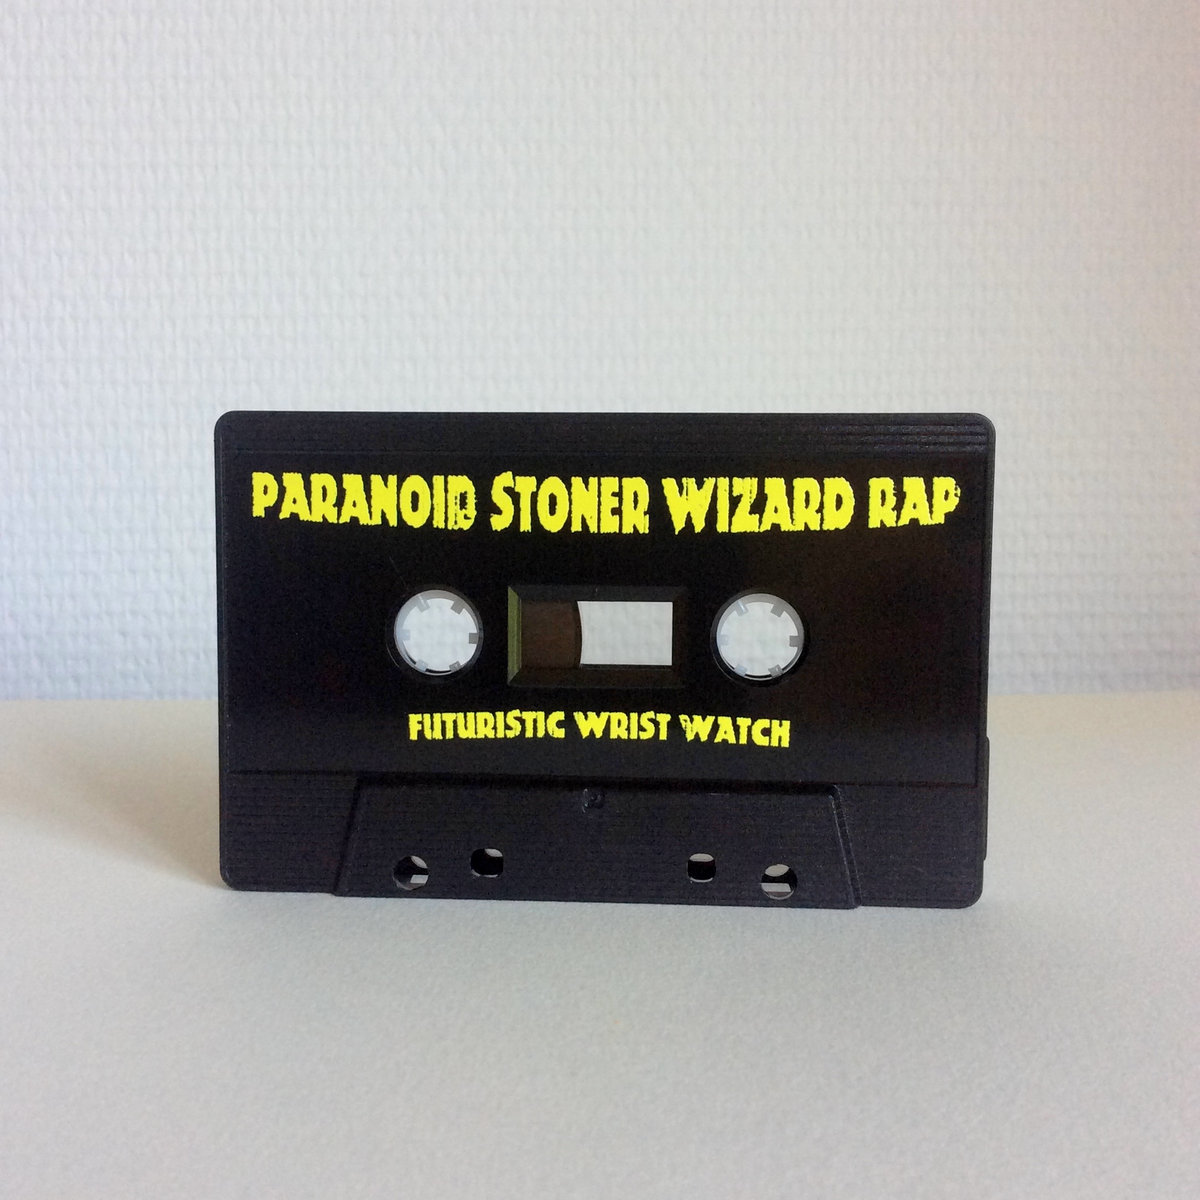 PARANOID STONER WIZARD RAP
FUTURISTIC WRIST WATCH